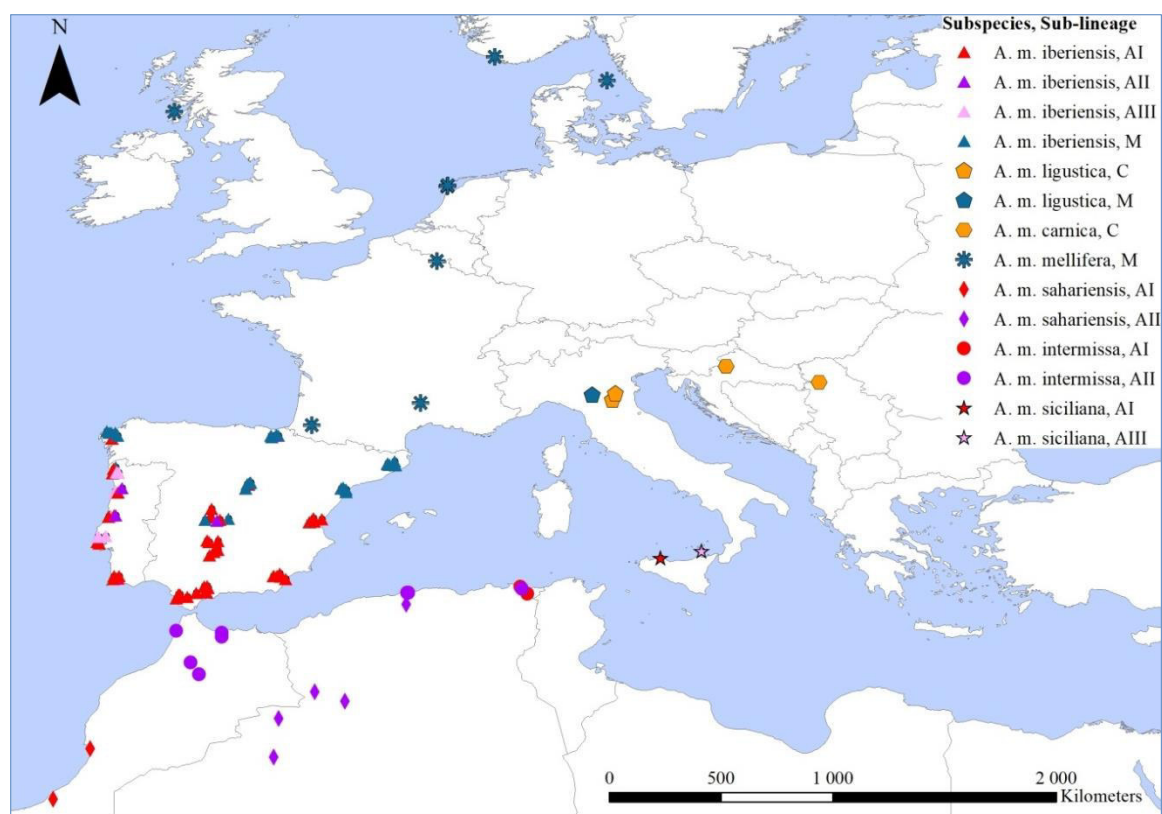 N
Subspecies, Sub-lineage
A. m. iberiensis, AI
A. m. iberiensis, AII
A. m. iberiensis, AIII
A. m. iberiensis, M
A. m. ligustica, C
A. m. ligustica, M
A. m. carnica, C
A. m. mellifera, M
A. m. sahariensis, AI
A. m. sahariensis, AII
A. m. intermissa, AI
A. m. intermissa, AII
A. m. siciliana, AI
A. m. siciliana, AIII
0 500 1 000 2 000
Kilometers